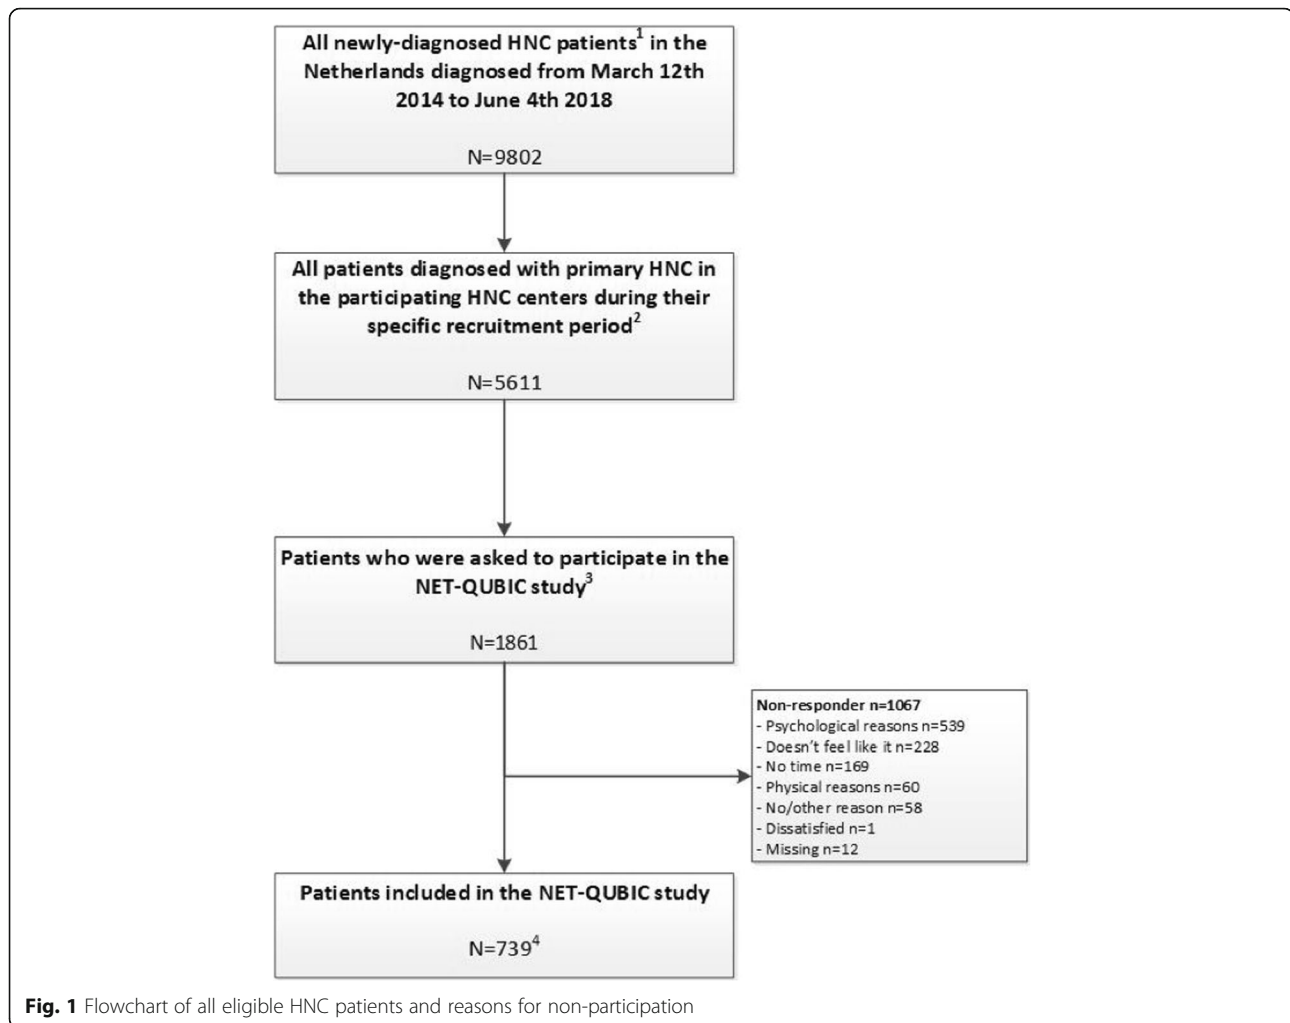 All newly-diagnosed HNC patients1 in the
Netherlands diagnosed from March 12th
2014 to June 4th 2018
N=9802
All patients diagnosed with primary HNC in
the participating HNC centers during their
specific recruitment period2
N=5611
Patients who were asked to participate in the
NET-QUBIC study3
N=1861
Non-responder n=1067
- Psychological reasons n=539
- Doesn't feel like it n=228
- No time n=169
- Physical reasons n=60
- No/other reason n=58
- Dissatisfied n=1
- Missing n=12
Patients included in the NET-QUBIC study
N=7394
Fig. 1 Flowchart of all eligible HNC patients and reasons for non-participation